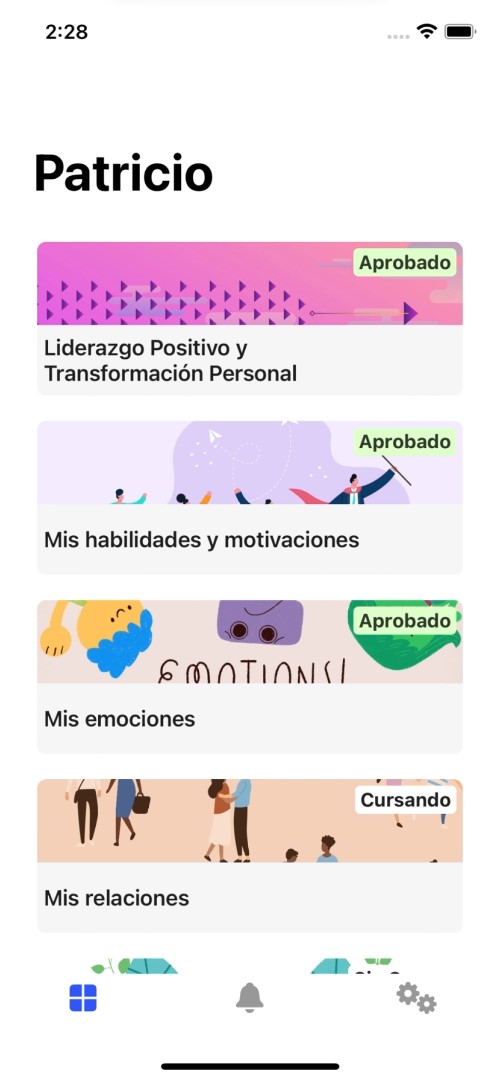 2:28
Patricio
Aprobado
Liderazgo Positivo y
Transformación Personal
Aprobado
Mis habilidades y motivaciones
Aprobado
EMOTIONS!
Mis emociones
Cursando
Mis relaciones